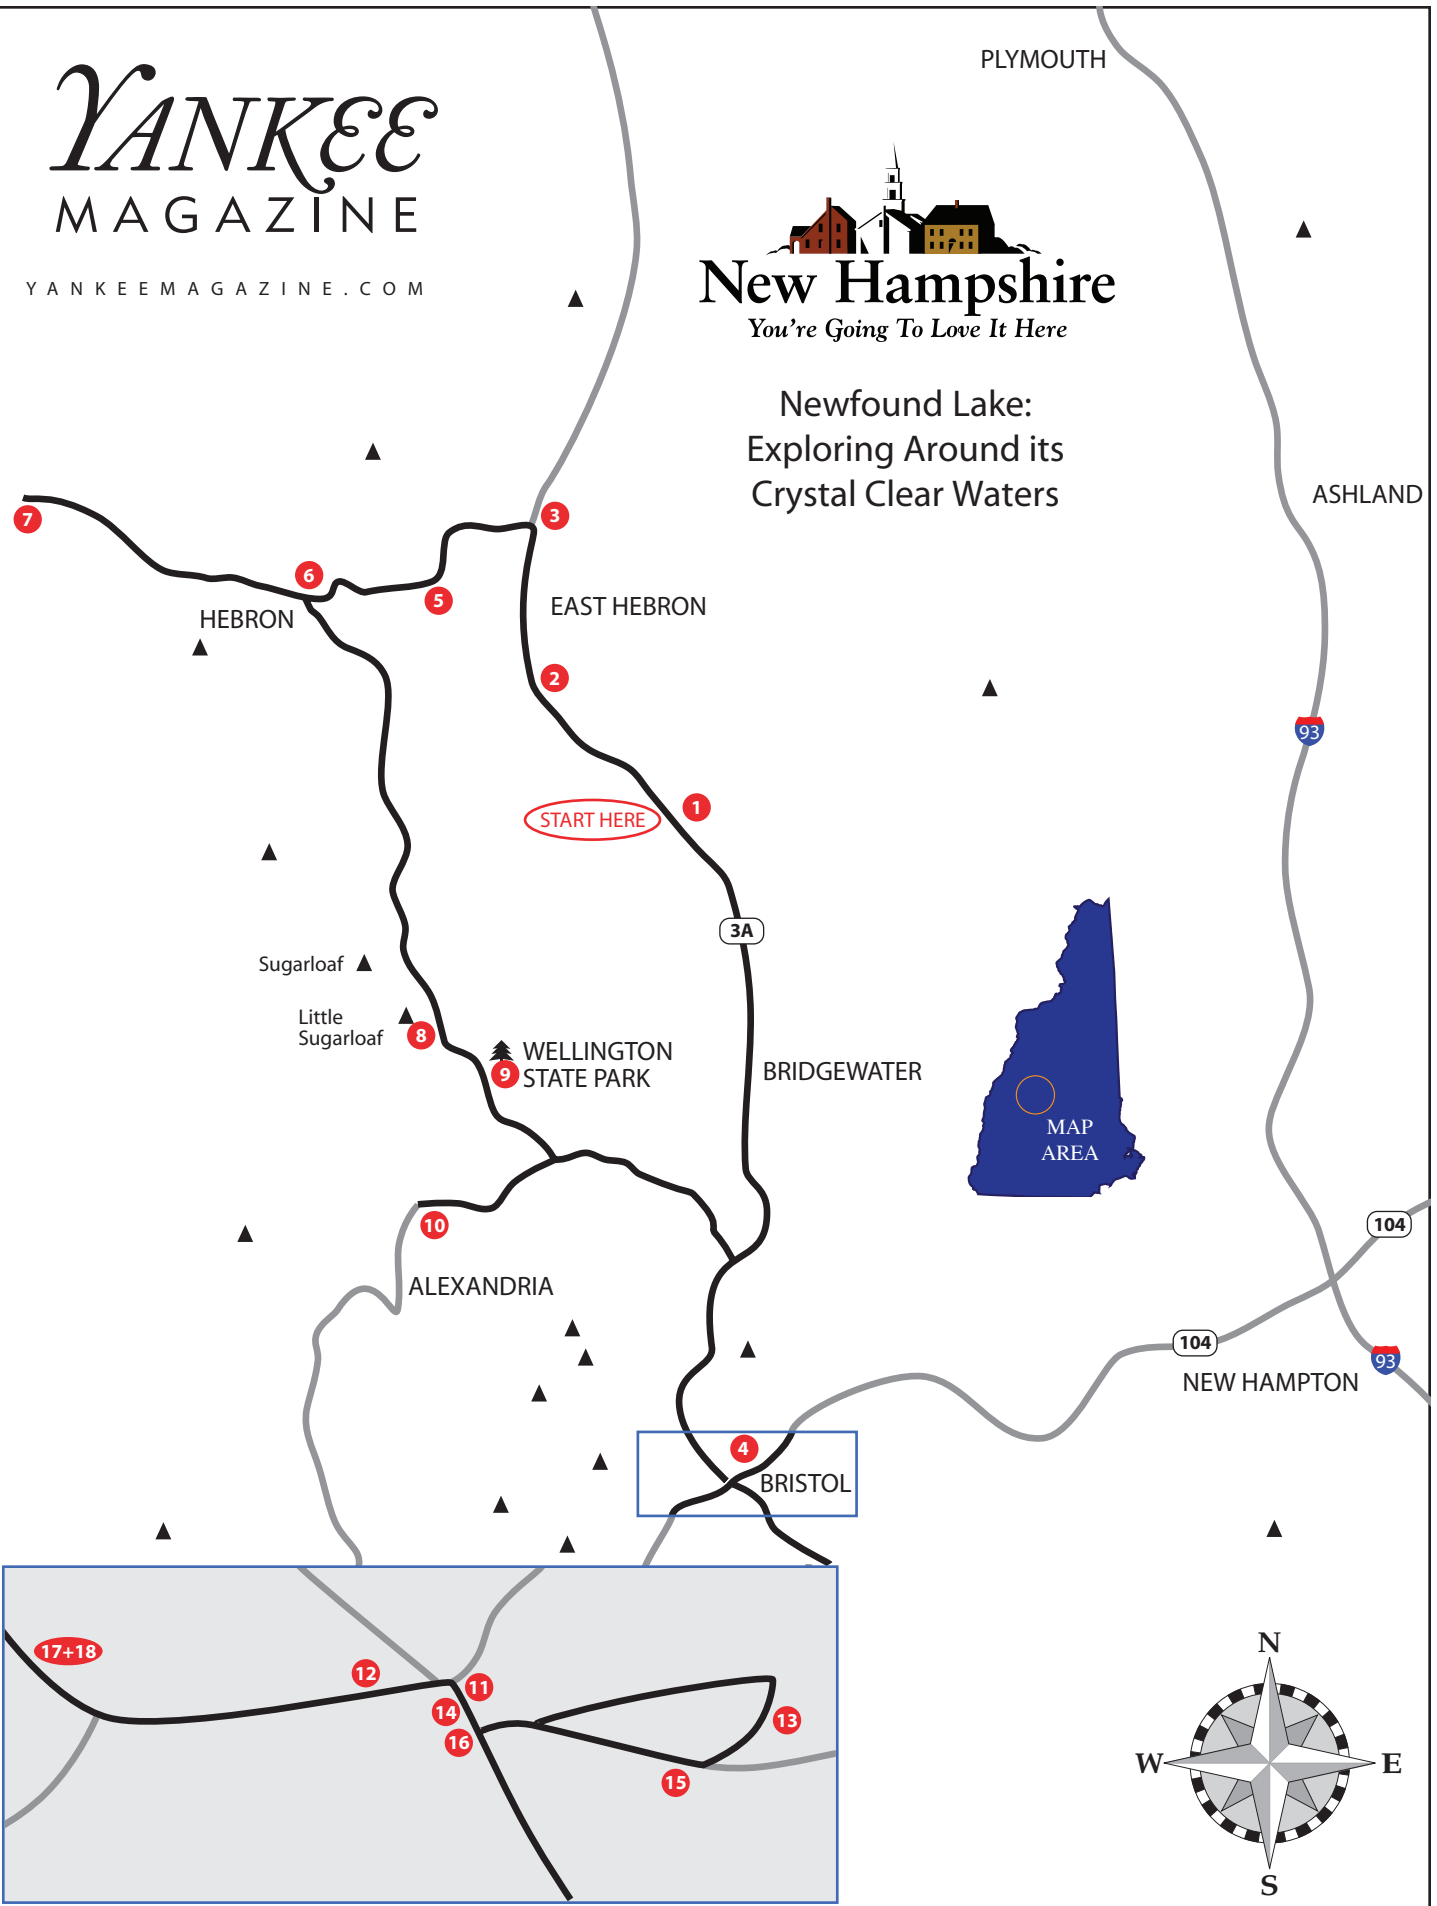 YANKEE
MAGAZINE
YANKEEMAGAZINE.COM
PLYMOUTH
New Hampshire
You're Going To Love It Here
Newfound Lake:
Exploring Around its
Crystal Clear Waters
ASHLAND
7
3
6
5
HEBRON
EAST HEBRON
2
93
1
START HERE
3A
Sugarloaf
Little
Sugarloaf
8
WELLINGTON
STATE PARK
9
BRIDGEWATER
MAP
AREA
10
104
ALEXANDRIA
104
93
NEW HAMPTON
4
BRISTOL
17+18
12
11
14
16
13
15
N
W
E
S